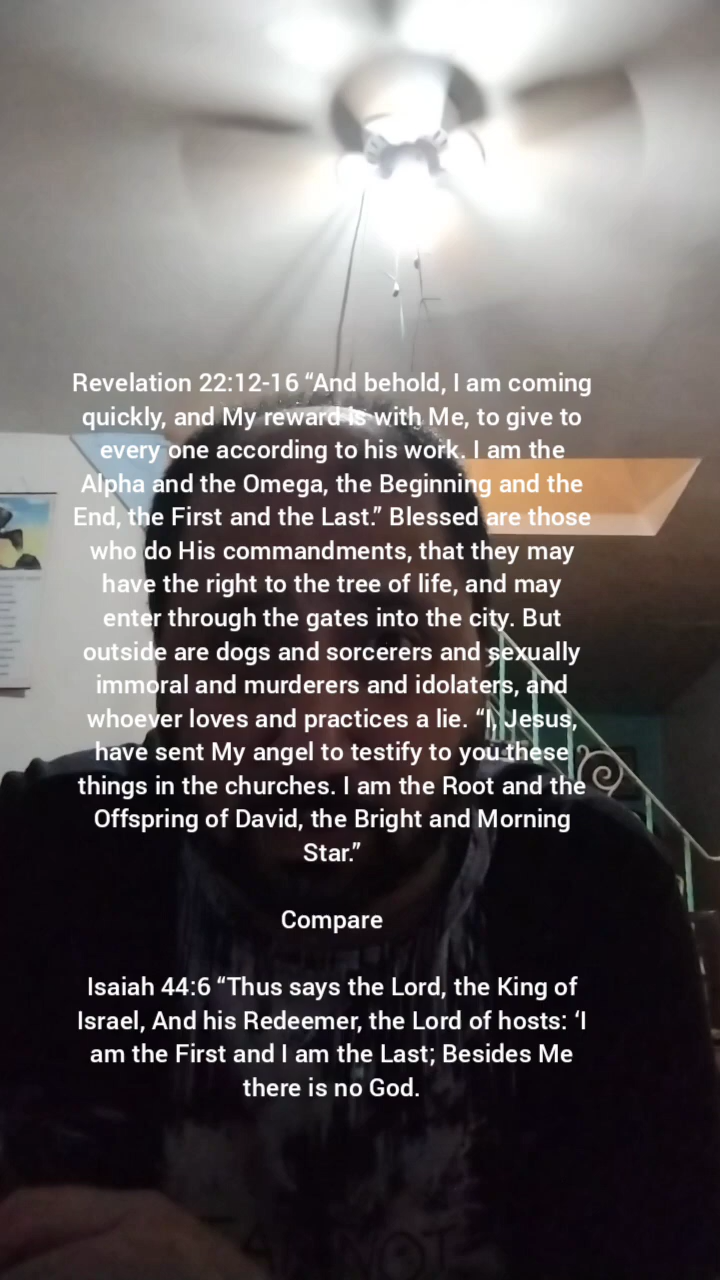 Revelation 22:12-16 “And behold, I am coming
quickly, and My reward is with Me, to give to
every one according to his work. I am the
Alpha and the Omega, the Beginning and the
End, the First and the Last.” Blessed are those
who do His commandments, that they may
have the right to the tree of life, and may
enter through the gates into the city. But
outside are dogs and sorcerers and sexually
immoral and murderers and idolaters, and
whoever loves and practices a lie. “I, Jesus,
have sent My angel to testify to you these
things in the churches. I am the Root and the
Offspring of David, the Bright and Morning
Star.”
Compare
Isaiah 44:6 “Thus says the Lord, the King of
Israel, And his Redeemer, the Lord of hosts: ‘I
am the First and I am the Last; Besides Me
there is no God.
NOT